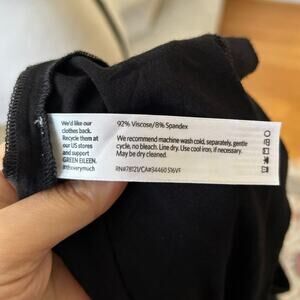 We'd like our
clothes back.
Recycle them at
our US stores
and support
GREEN EILEEN.
#theverymuch
92% Viscose/8% Spandex
We recommend machine wash cold, separately, gentle
cycle, no bleach. Line dry. Use cool iron, if necessary.
May be dry cleaned.
RN#78121/CA#34460 S16VF